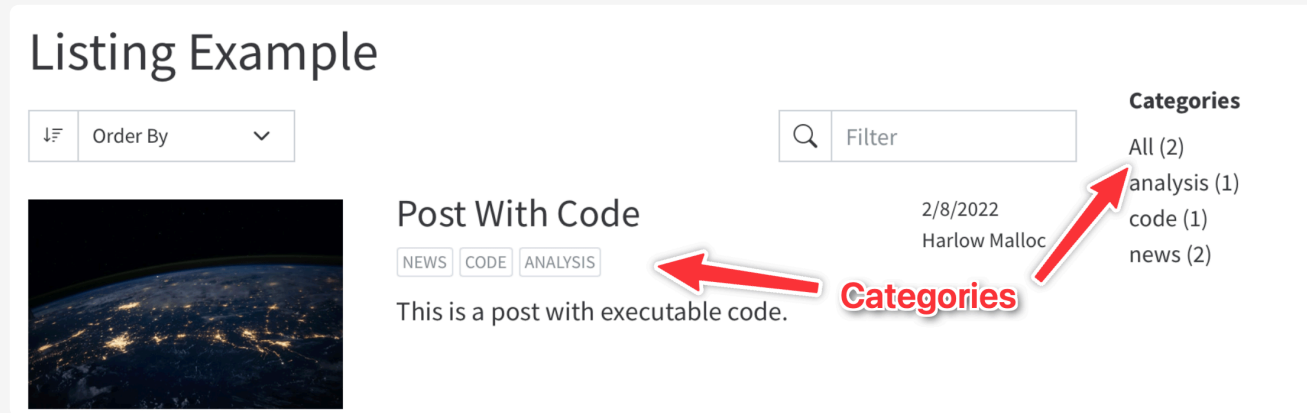 Listing Example
Order By
Filter
Post With Code
NEWS CODE ANALYSIS
This is a post with executable code.
2/8/2022
Harlow Malloc
Categories
Categories
All (2)
analysis (1)
code (1)
news (2)